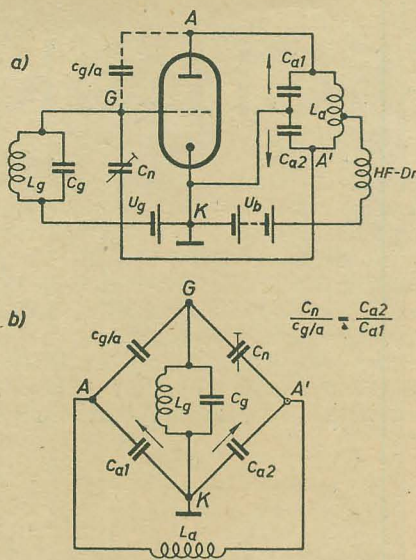 a)
A
c_g/a
G
C_a1
L_a
C_a2
A'
C_n
L_g
C_g
HF-Dr
U_g
K
U_b
b)
G
C_n / c_g/a = C_a2 / C_a1
c_g/a
C_n
A
A'
L_g
C_g
C_a1
C_a2
K
L_a